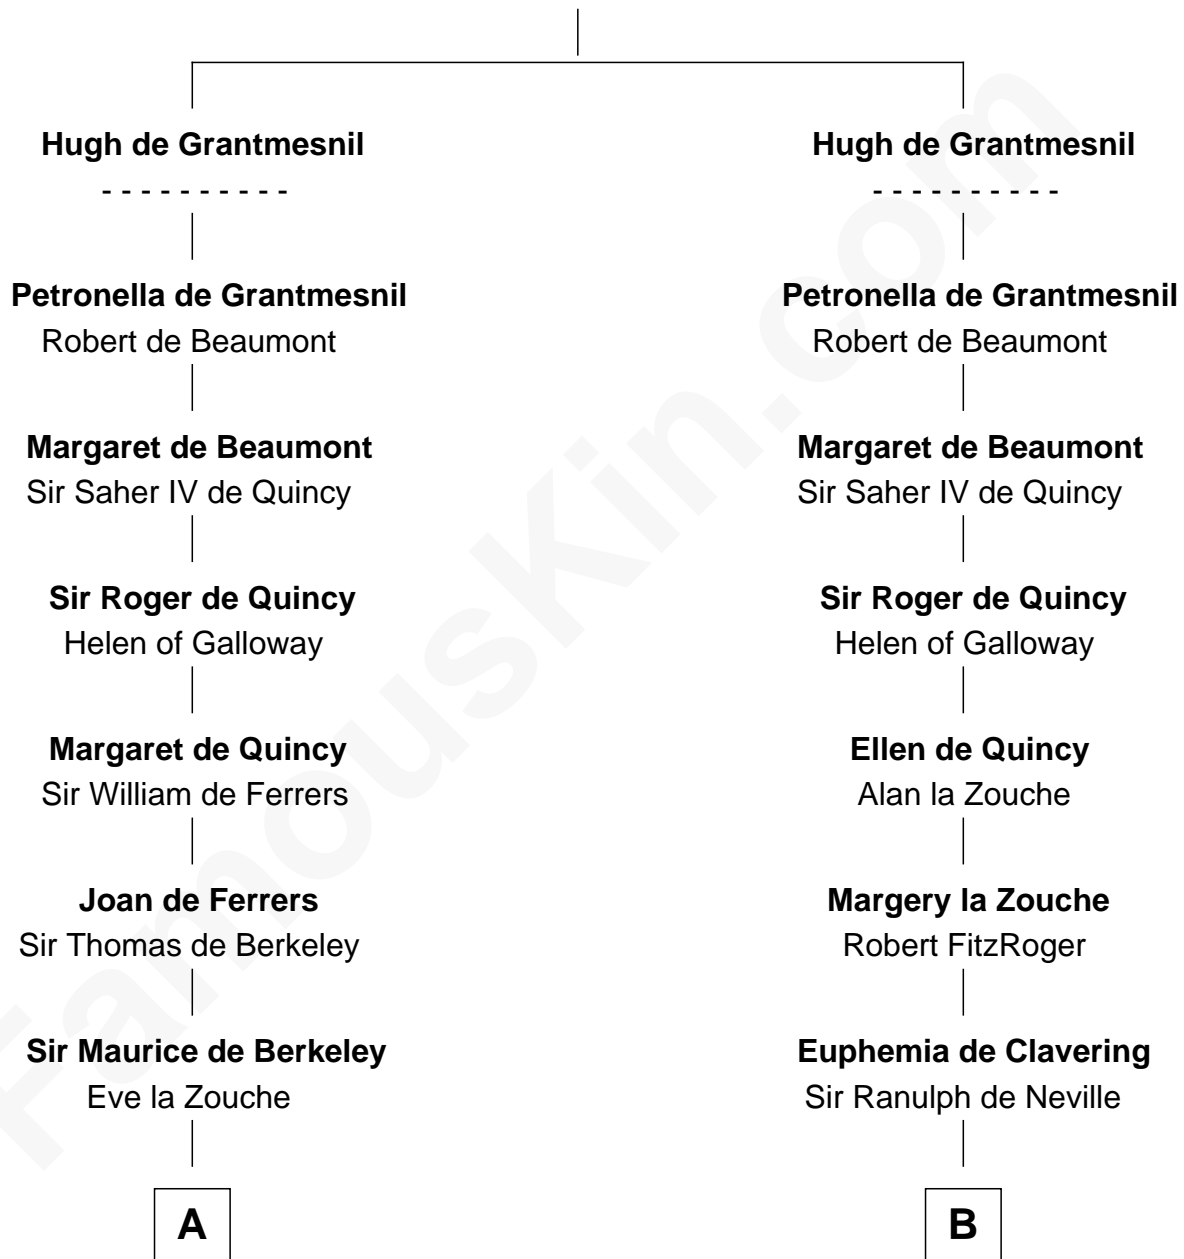 Hugh de Grantmesnil Hugh de Grantmesnil
- - - - - - - - - - - - - - - - - - - -
Petronella de Grantmesnil Petronella de Grantmesnil
Robert de Beaumont Robert de Beaumont
Margaret de Beaumont Margaret de Beaumont
Sir Saher IV de Quincy Sir Saher IV de Quincy
Sir Roger de Quincy Sir Roger de Quincy
Helen of Galloway Helen of Galloway
Margaret de Quincy Ellen de Quincy
Sir William de Ferrers Alan la Zouche
Joan de Ferrers Margery la Zouche
Sir Thomas de Berkeley Robert FitzRoger
Sir Maurice de Berkeley Euphemia de Clavering
Eve la Zouche Sir Ranulph de Neville
A B
FamousKin.com